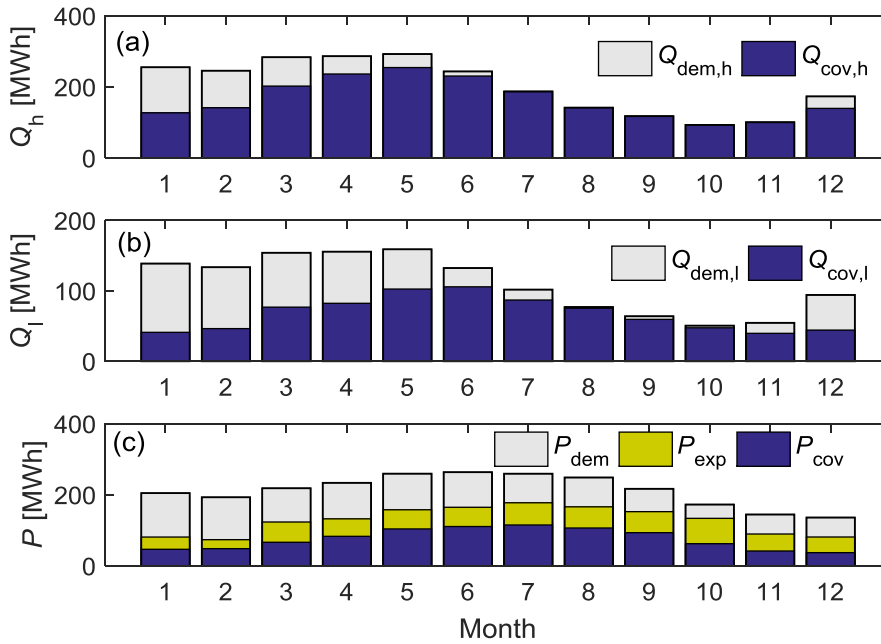 400
(a)
Q_dem,h
Q_cov,h
200
Q_h [MWh]
0
1 2 3 4 5 6 7 8 9 10 11 12
200
(b)
Q_dem,l
Q_cov,l
100
Q_l [MWh]
0
1 2 3 4 5 6 7 8 9 10 11 12
400
(c)
P_dem
P_exp
P_cov
200
P [MWh]
0
1 2 3 4 5 6 7 8 9 10 11 12
Month